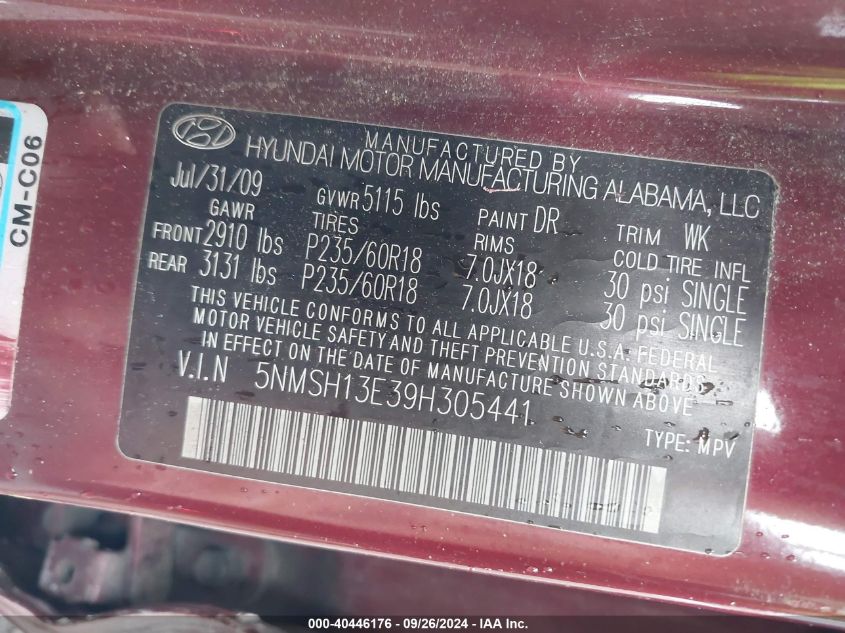 CM-C06
MANUFACTURED BY
HYUNDAI MOTOR MANUFACTURING ALABAMA, LLC
Jul/31/09 GVWR 5115 lbs PAINT DR TRIM WK
GAWR TIRES RIMS COLD TIRE INFL
FRONT 2910 lbs P235/60R18 7.0JX18 30 psi SINGLE
REAR 3131 lbs P235/60R18 7.0JX18 30 psi SINGLE
THIS VEHICLE CONFORMS TO ALL APPLICABLE U.S.A. FEDERAL
MOTOR VEHICLE SAFETY AND THEFT PREVENTION STANDARDS
IN EFFECT ON THE DATE OF MANUFACTURE SHOWN ABOVE
V.I.N 5NMSH13E39H305441
TYPE: MPV
000-40446176 - 09/26/2024 - IAA Inc.